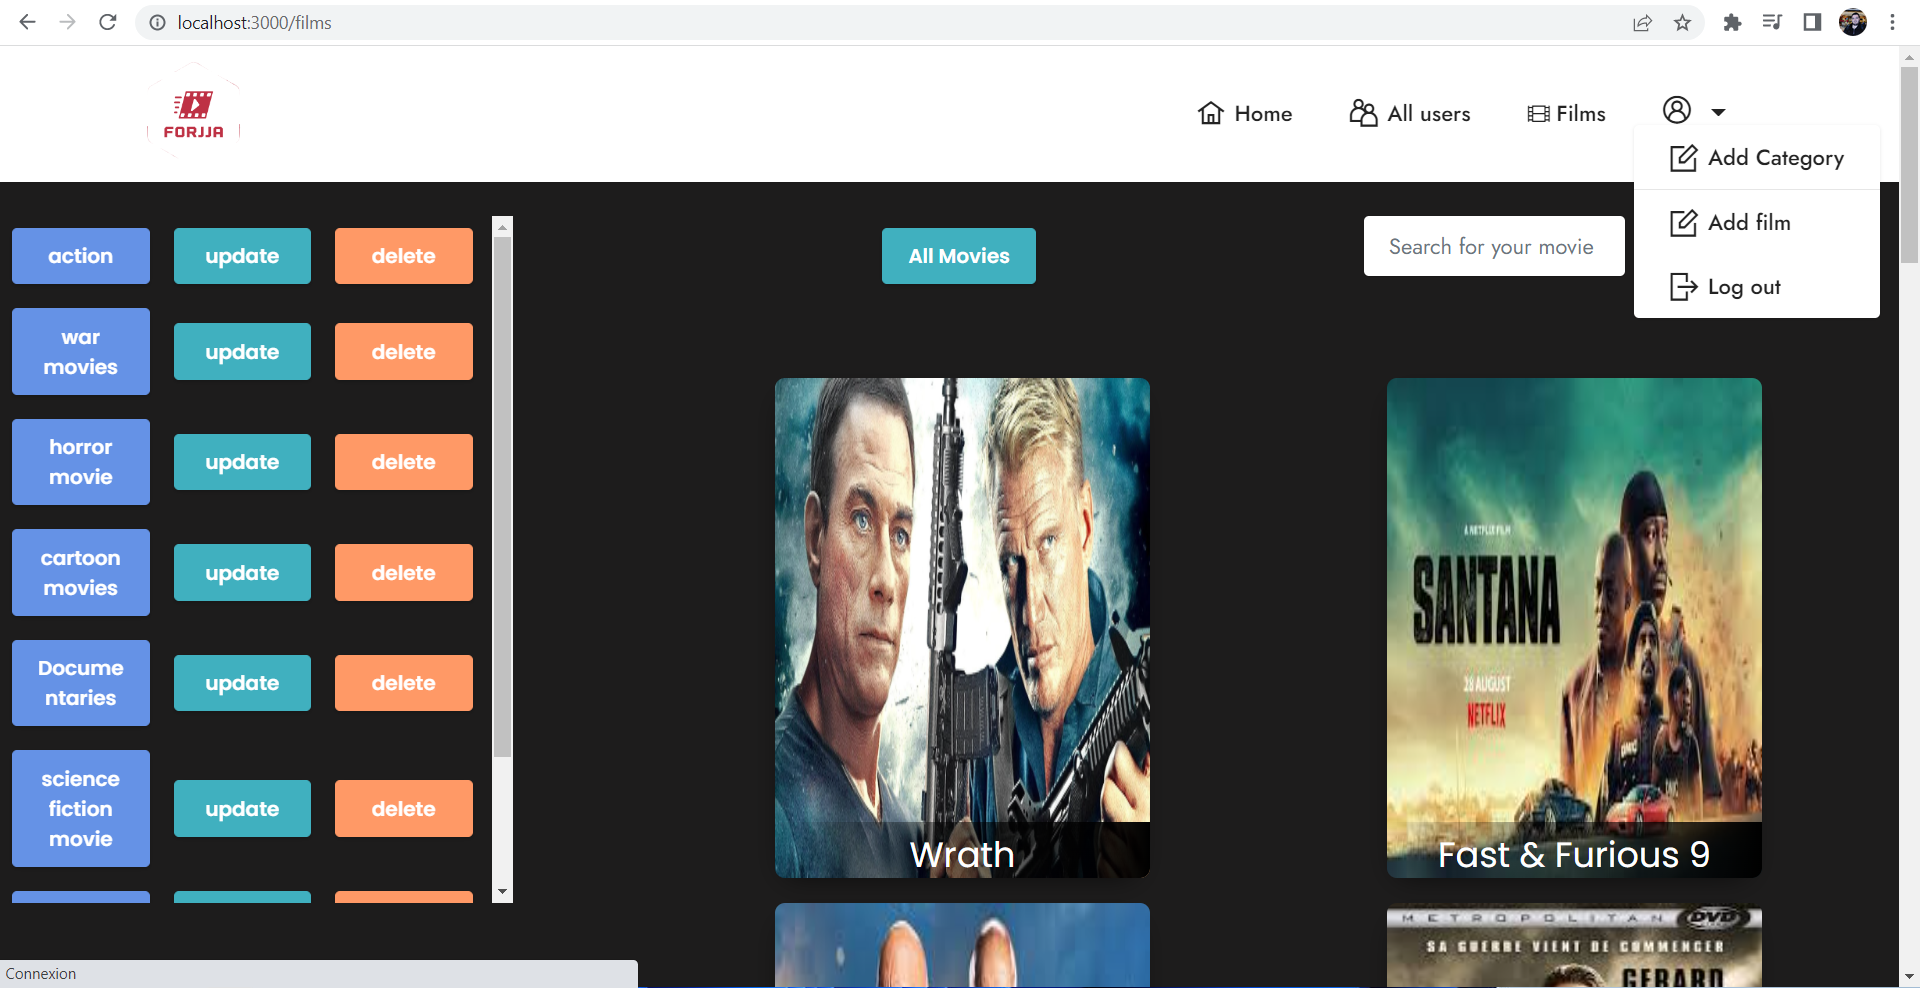 localhost:3000/films
FORJJA
Home
All users
Films
Add Category
Add film
Log out
action
update
delete
war
movies
update
delete
horror
movie
update
delete
cartoon
movies
update
delete
Docume
ntaries
update
delete
science
fiction
movie
update
delete
All Movies
Search for your movie
Wrath
A NETFLIX FILM
SANTANA
28 AUGUST
NETFLIX
Fast & Furious 9
METROPOLITAN
DVD
SA GUERRE VIENT DE COMMENCER
GERARD
Connexion